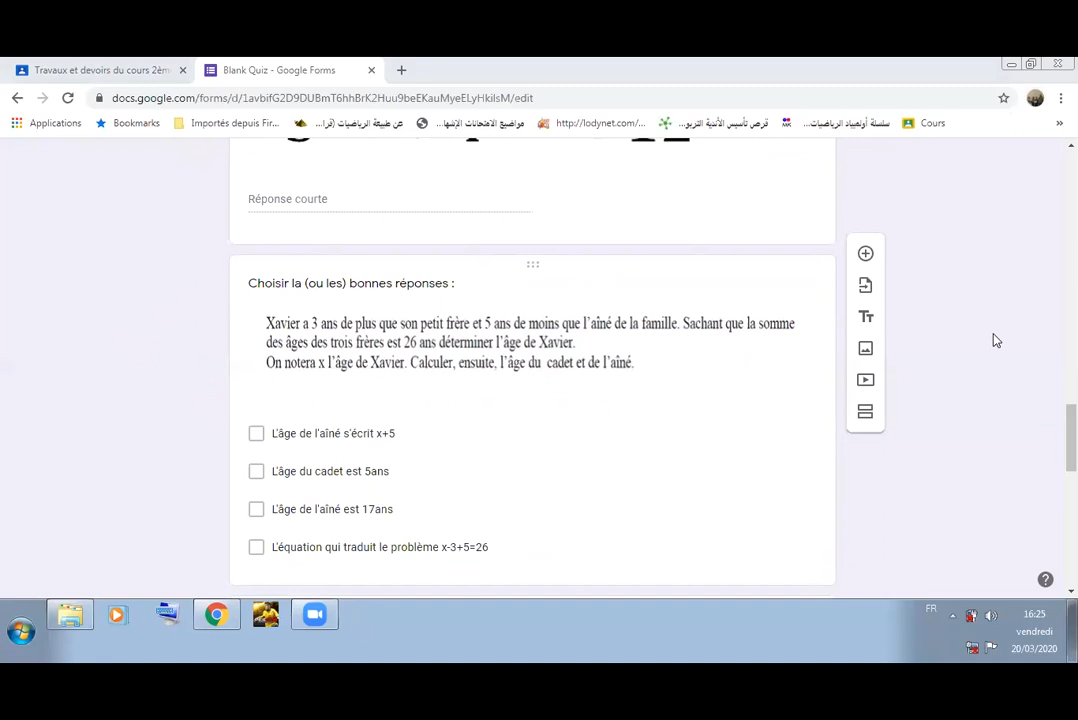 Travaux et devoirs du cours 2èm
Blank Quiz - Google Forms
docs.google.com/forms/d/1avbifG2D9DUBmT6hhBrK2Huu9beEKauMyeELyHkilsM/edit
Applications
Bookmarks
Importés depuis Fir...
عن طبيعة الرياضيات (قرا...
مواضيع الامتحانات الإشها...
http://lodynet.com/...
قرص تأسيس الأندية التربو...
سلسلة أولمبياد الرياضيات...
Cours
Réponse courte
Choisir la (ou les) bonnes réponses :
Xavier a 3 ans de plus que son petit frère et 5 ans de moins que l'aîné de la famille. Sachant que la somme
des âges des trois frères est 26 ans déterminer l'âge de Xavier.
On notera x l'âge de Xavier. Calculer, ensuite, l'âge du cadet et de l'aîné.
L'âge de l'aîné s'écrit x+5
L'âge du cadet est 5ans
L'âge de l'aîné est 17ans
L'équation qui traduit le problème x-3+5=26
FR
16:25
vendredi
20/03/2020